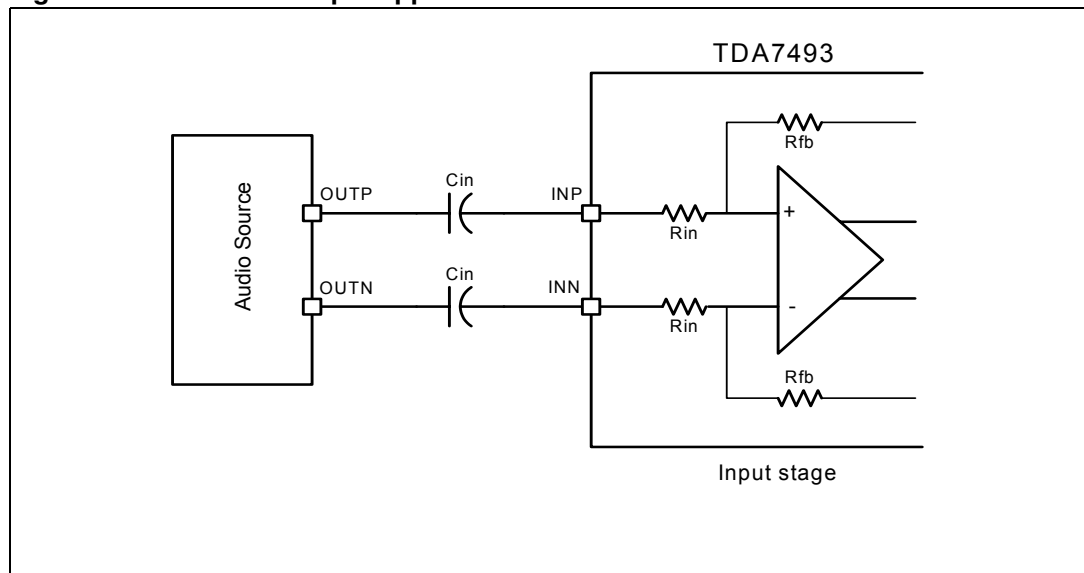 TDA7493
Rfb
OUTP
Cin
INP
+
Rin
Audio Source
OUTN
Cin
INN
-
Rin
Rfb
Input stage